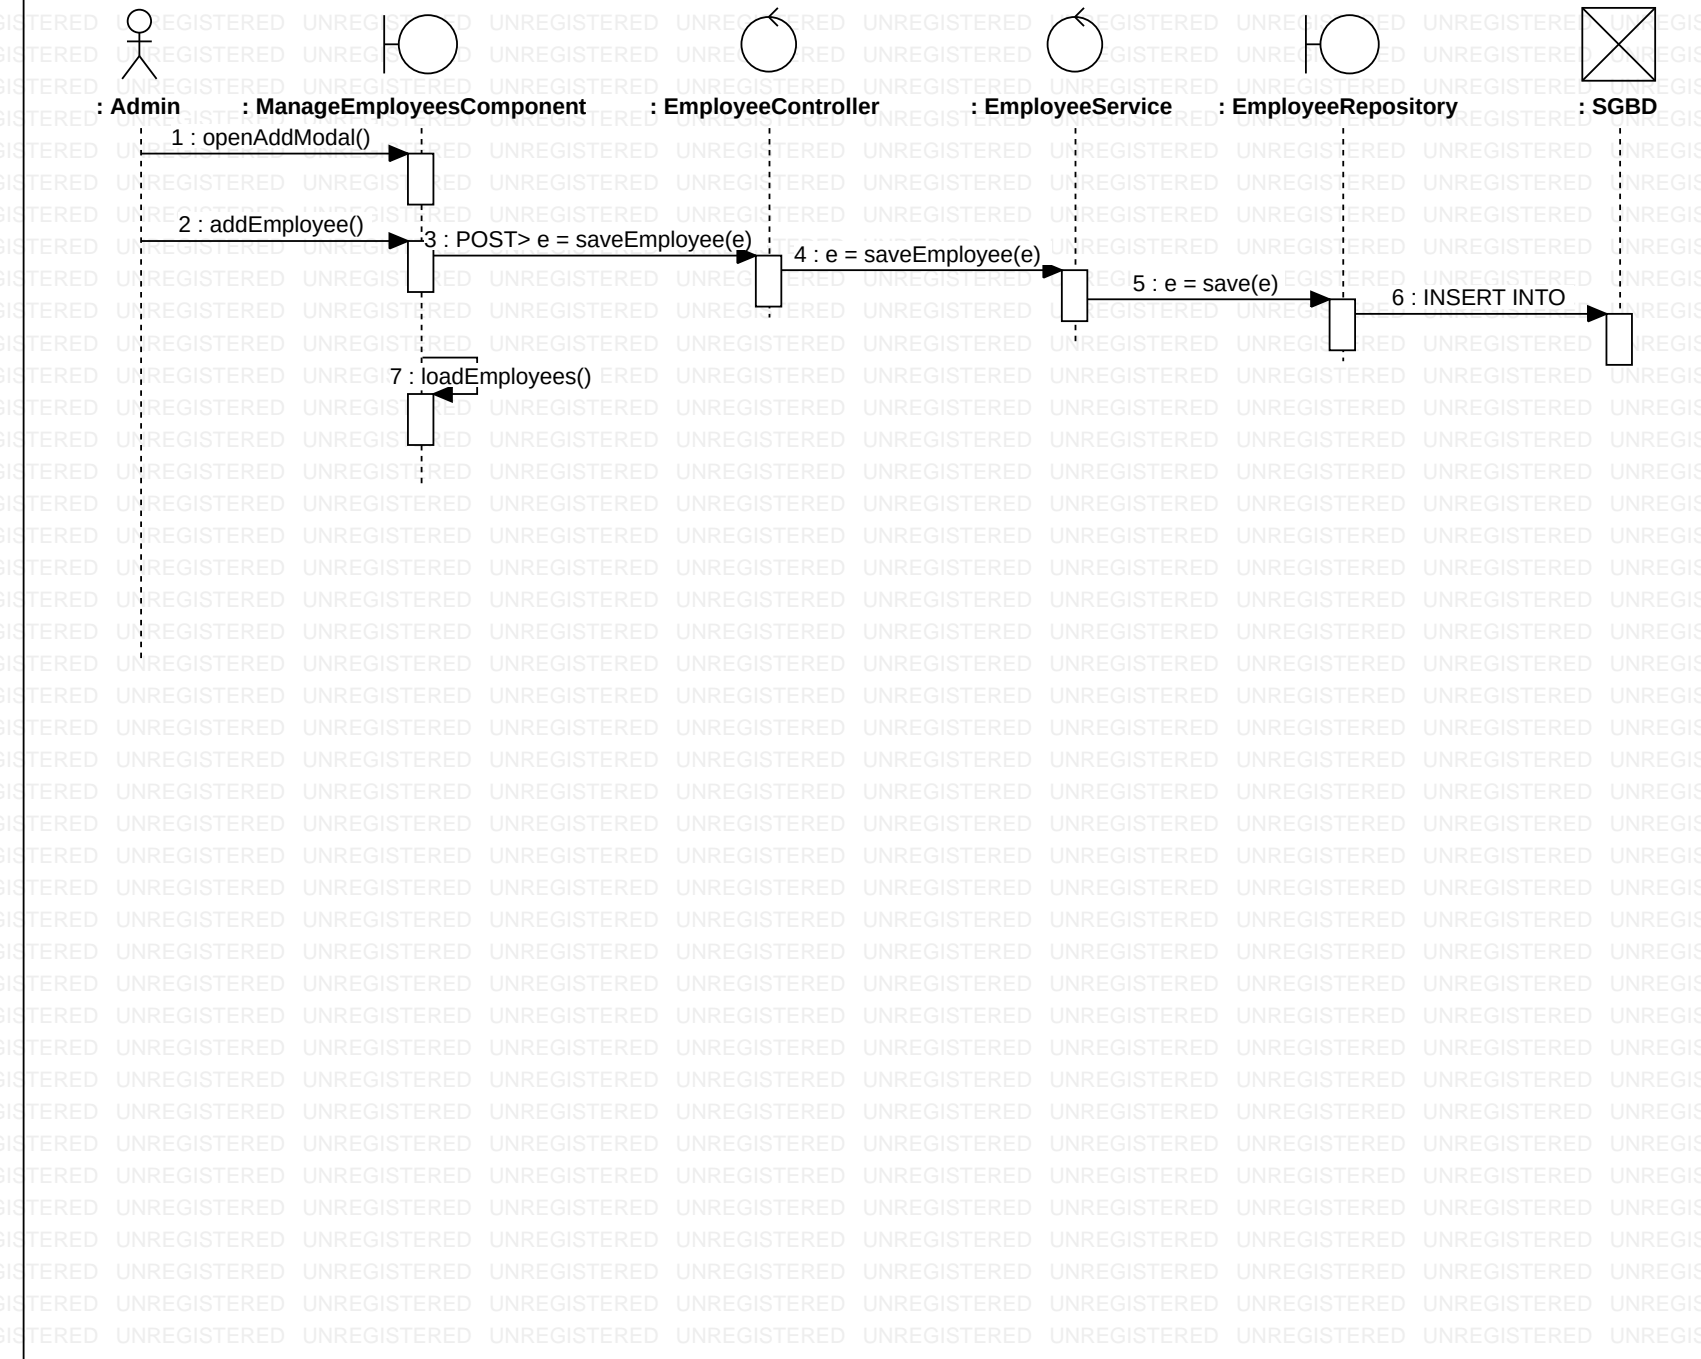 : Admin
: ManageEmployeesComponent
: EmployeeController
: EmployeeService
: EmployeeRepository
: SGBD
1 : openAddModal()
2 : addEmployee()
3 : POST> e = saveEmployee(e)
4 : e = saveEmployee(e)
5 : e = save(e)
6 : INSERT INTO
7 : loadEmployees()
UNREGISTERED